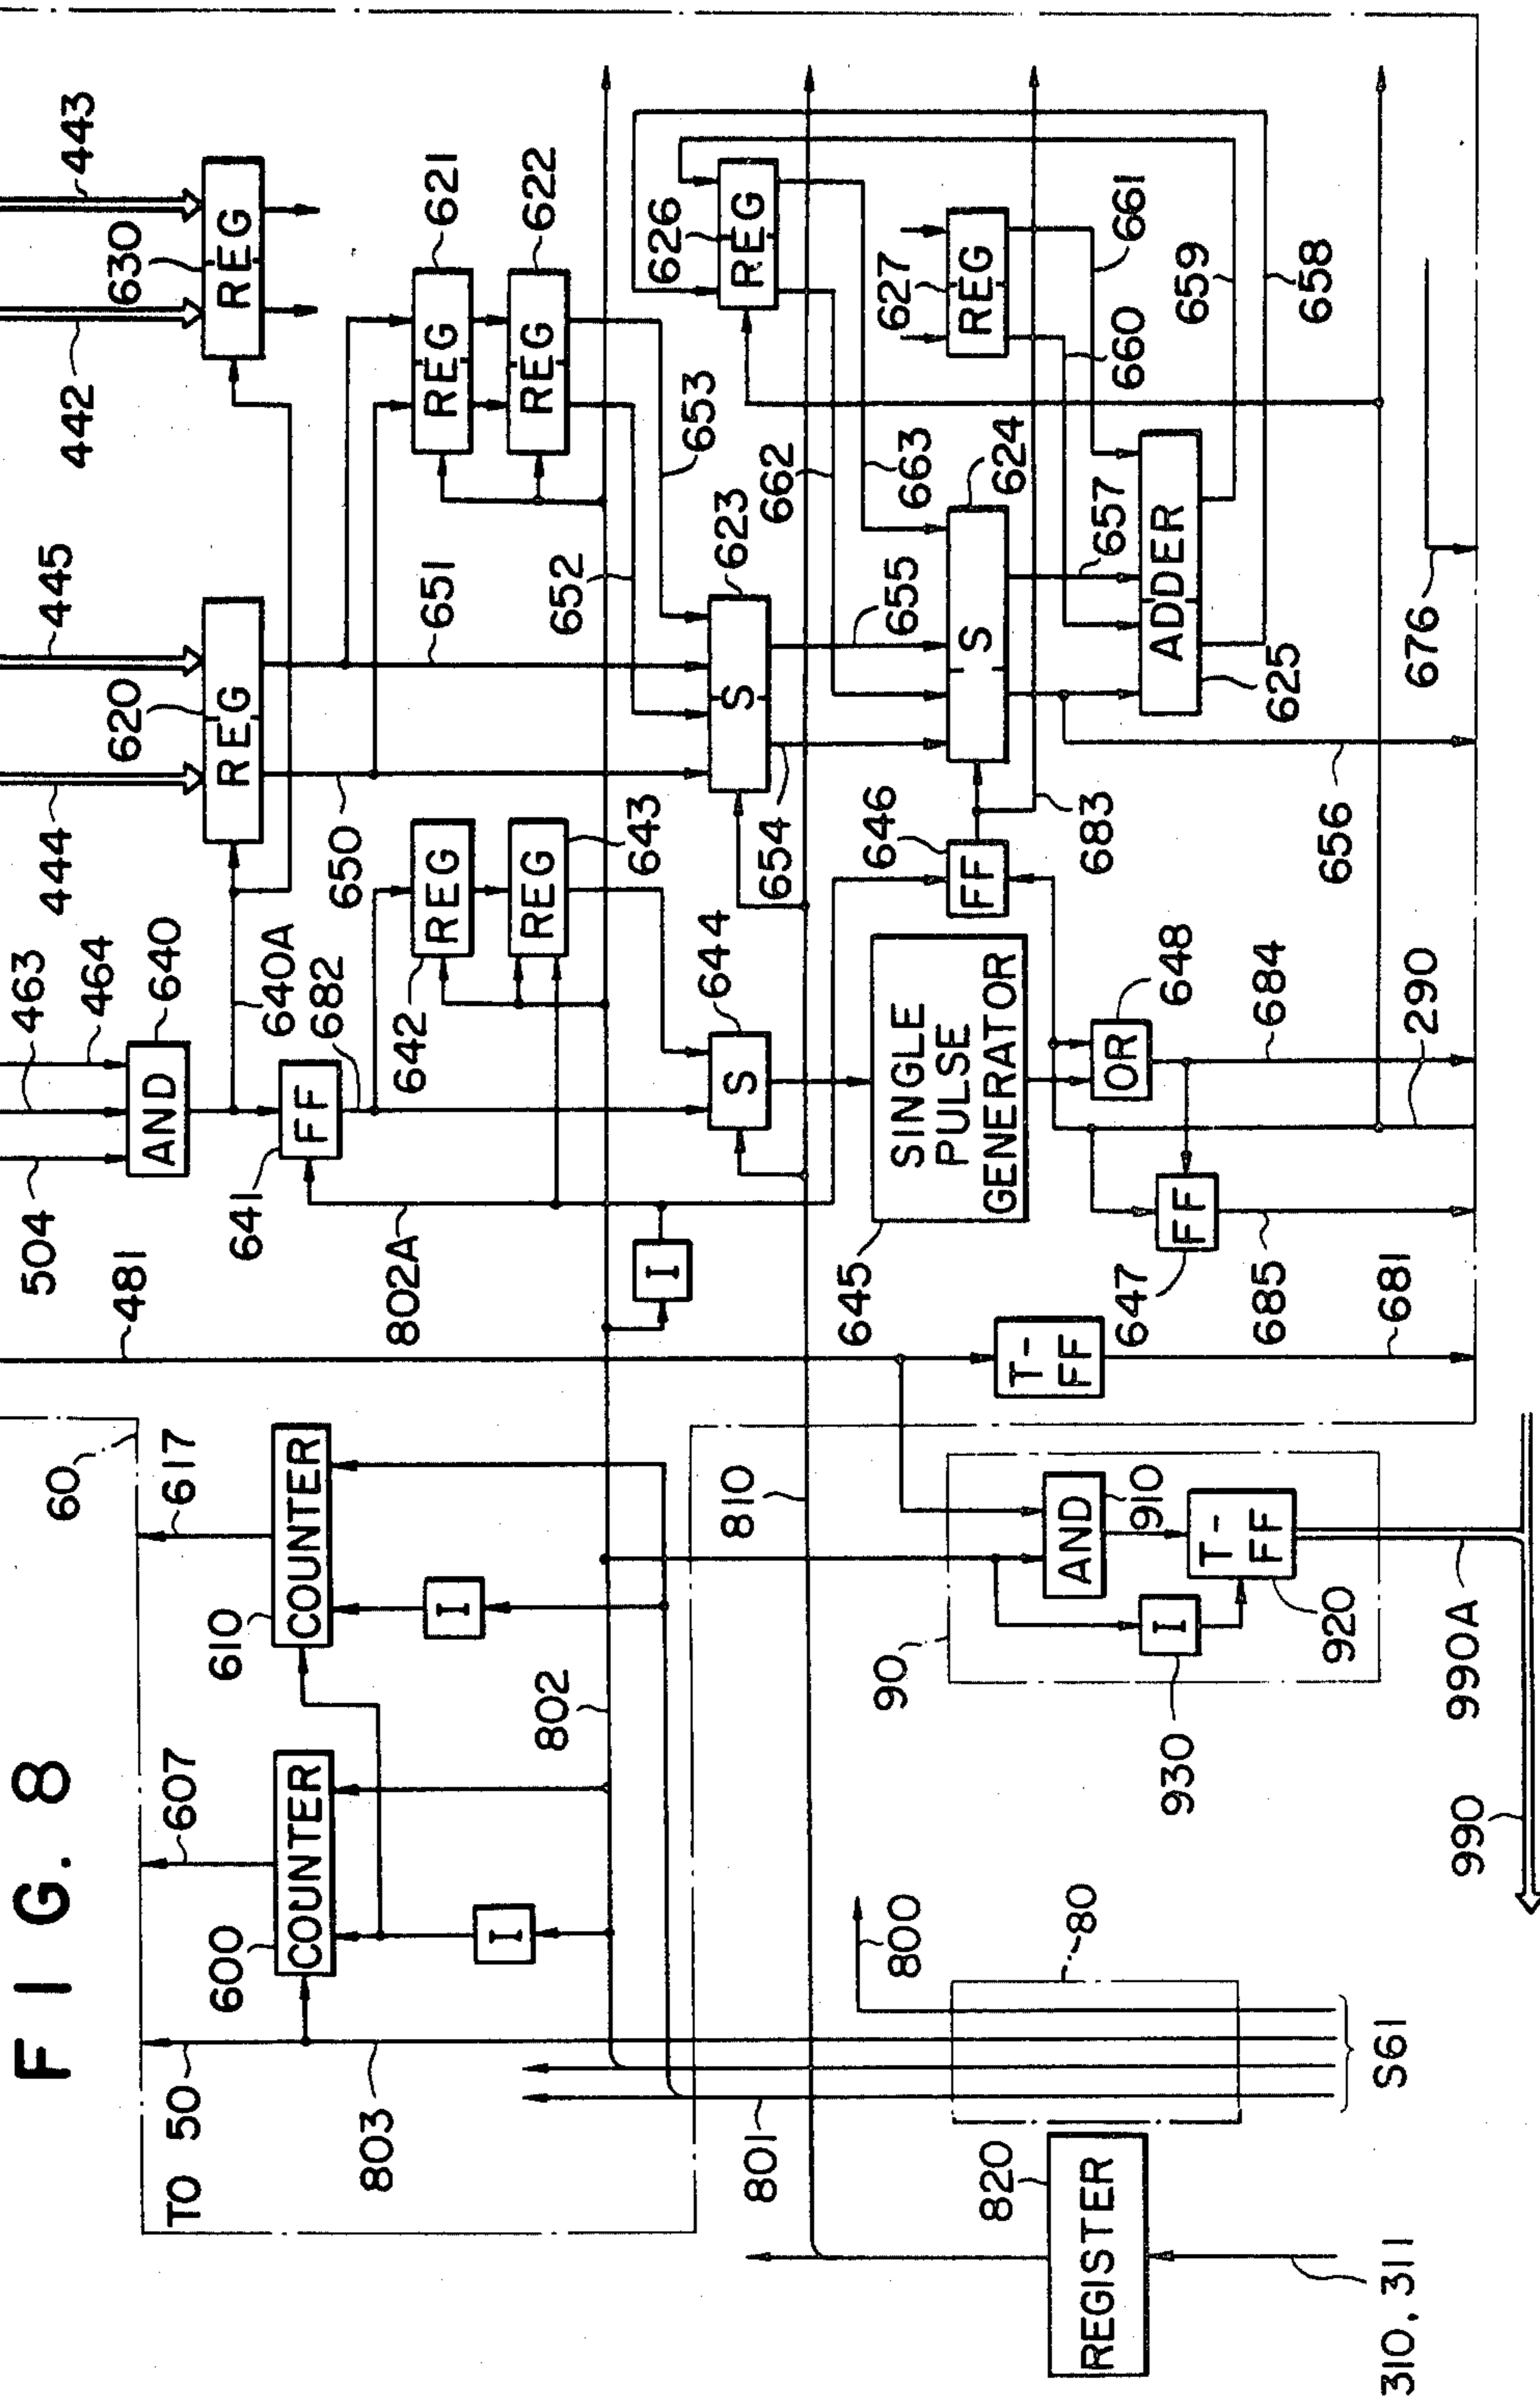 FIG. 8
TO 50
803
600
COUNTER
607
I
610
COUNTER
617
I
60
802
801
810
820
REGISTER
310, 311
800
80
S61
990
990A
90
930
I
AND
910
T-FF
920
481
504
463
464
AND
640
640A
641
FF
682
802A
I
642
REG
REG
643
644
S
645
SINGLE
PULSE
GENERATOR
646
FF
683
647
FF
OR
648
684
685
681
290
T-FF
444
445
620
REG
650
651
442
443
630
REG
621
REG
622
REG
652
653
623
S
654
655
662
663
624
S
626
REG
627
REG
660
661
657
ADDER
625
659
658
656
676